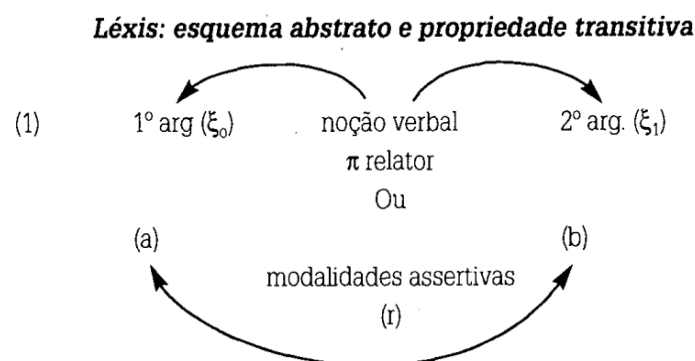 Léxis: esquema abstrato e propriedade transitiva
(1) 1º arg (ξ₀) noção verbal 2º arg. (ξ₁)
π relator
Ou
(a) (b)
modalidades assertivas
(r)